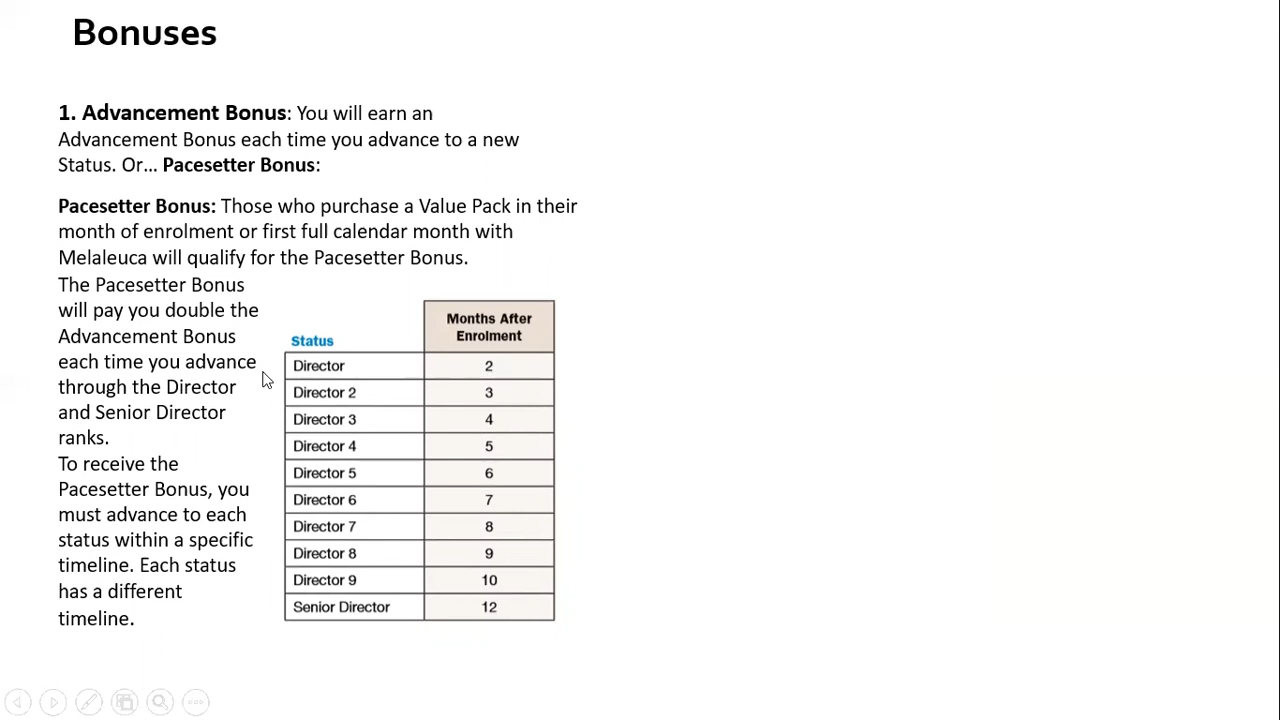 Bonuses
1. Advancement Bonus: You will earn an
Advancement Bonus each time you advance to a new
Status. Or... Pacesetter Bonus:
Pacesetter Bonus: Those who purchase a Value Pack in their
month of enrolment or first full calendar month with
Melaleuca will qualify for the Pacesetter Bonus.
The Pacesetter Bonus
will pay you double the
Advancement Bonus
each time you advance
through the Director
and Senior Director
ranks.
To receive the
Pacesetter Bonus, you
must advance to each
status within a specific
timeline. Each status
has a different
timeline.
Months After
Enrolment
Status
Director 2
Director 2 3
Director 3 4
Director 4 5
Director 5 6
Director 6 7
Director 7 8
Director 8 9
Director 9 10
Senior Director 12